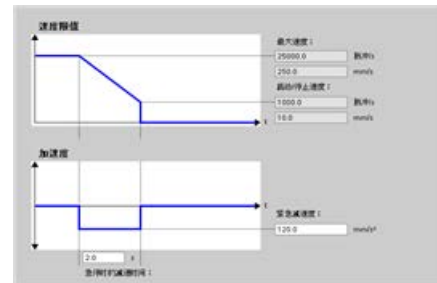 速度限值
最大速度：
25000.0 脉冲/s
250.0 mm/s
启动/停止速度：
1000.0 脉冲/s
10.0 mm/s
t
加速度
t
紧急减速度：
120.0 mm/s²
2.0 s
急停时的减速时间：